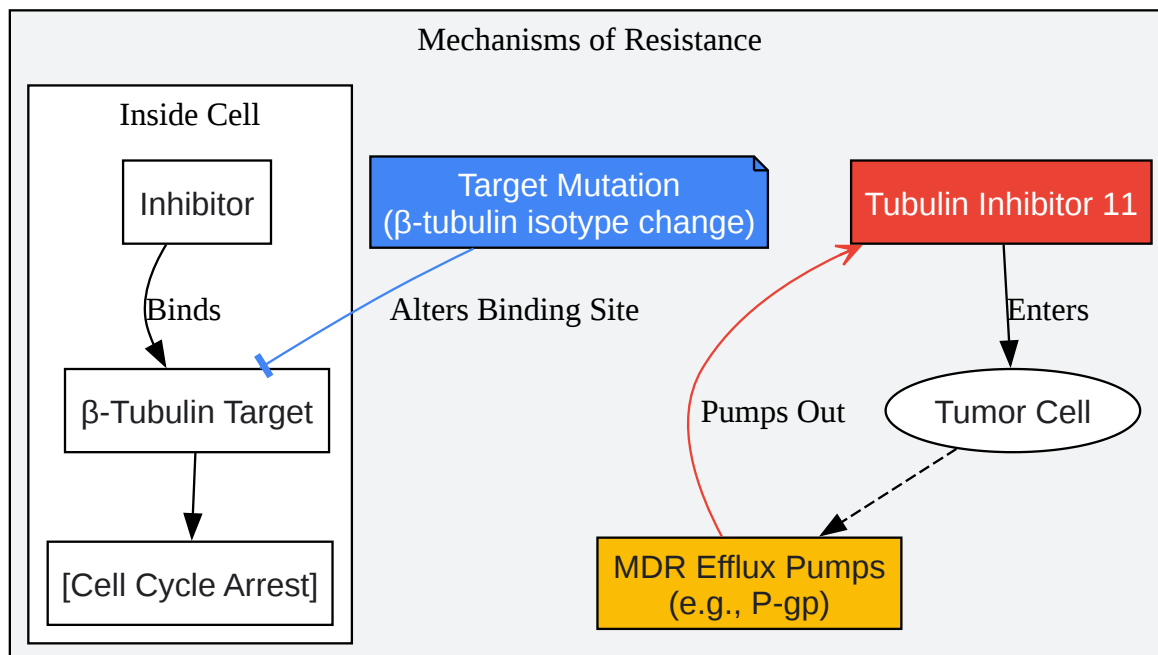 Mechanisms of Resistance
Inside Cell
Inhibitor
Target Mutation
(β-tubulin isotype change)
Tubulin Inhibitor 11
Binds
Alters Binding Site
Enters
β-Tubulin Target
Pumps Out
Tumor Cell
[Cell Cycle Arrest]
MDR Efflux Pumps
(e.g., P-gp)